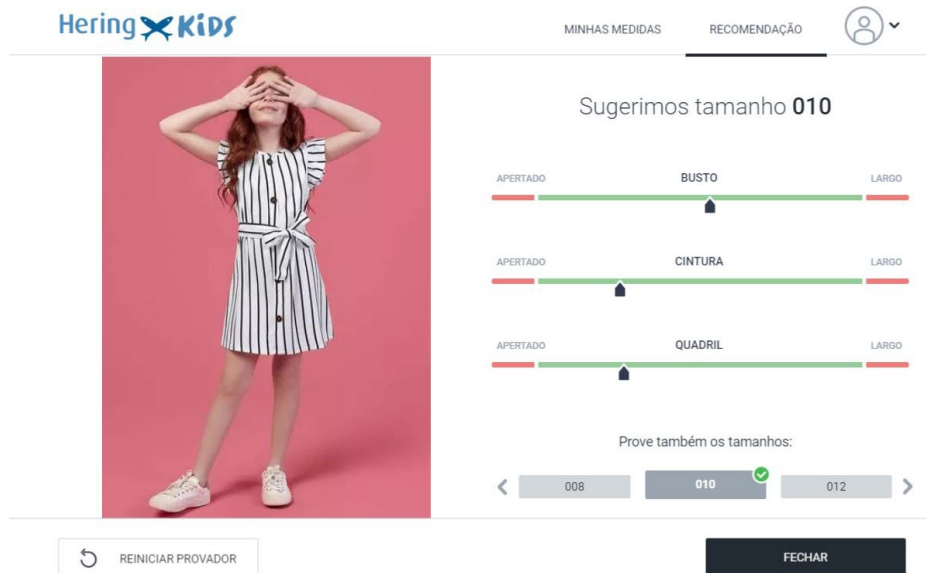 Hering KiDS
MINHAS MEDIDAS
RECOMENDAÇÃO
Sugerimos tamanho 010
APERTADO BUSTO LARGO
APERTADO CINTURA LARGO
APERTADO QUADRIL LARGO
Prove também os tamanhos:
008 010 012
REINICIAR PROVADOR
FECHAR